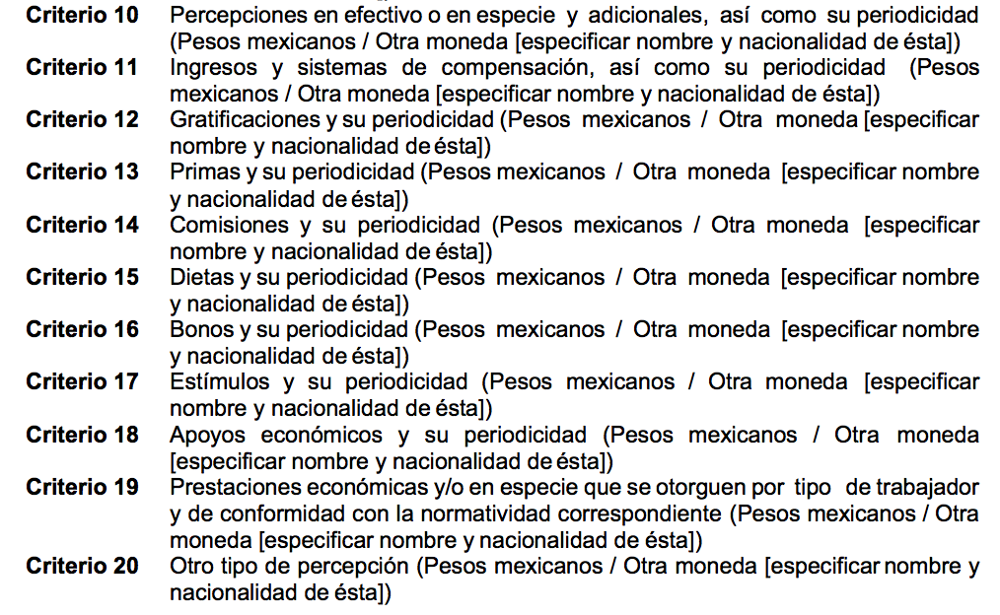 Criterio 10 Percepciones en efectivo o en especie y adicionales, así como su periodicidad
(Pesos mexicanos / Otra moneda [especificar nombre y nacionalidad de ésta])
Criterio 11 Ingresos y sistemas de compensación, así como su periodicidad (Pesos
mexicanos / Otra moneda [especificar nombre y nacionalidad de ésta])
Criterio 12 Gratificaciones y su periodicidad (Pesos mexicanos / Otra moneda [especificar
nombre y nacionalidad de ésta])
Criterio 13 Primas y su periodicidad (Pesos mexicanos / Otra moneda [especificar nombre
y nacionalidad de ésta])
Criterio 14 Comisiones y su periodicidad (Pesos mexicanos / Otra moneda [especificar
nombre y nacionalidad de ésta])
Criterio 15 Dietas y su periodicidad (Pesos mexicanos / Otra moneda [especificar nombre
y nacionalidad de ésta])
Criterio 16 Bonos y su periodicidad (Pesos mexicanos / Otra moneda [especificar nombre
y nacionalidad de ésta])
Criterio 17 Estímulos y su periodicidad (Pesos mexicanos / Otra moneda [especificar
nombre y nacionalidad de ésta])
Criterio 18 Apoyos económicos y su periodicidad (Pesos mexicanos / Otra moneda
[especificar nombre y nacionalidad de ésta])
Criterio 19 Prestaciones económicas y/o en especie que se otorguen por tipo de trabajador
y de conformidad con la normatividad correspondiente (Pesos mexicanos / Otra
moneda [especificar nombre y nacionalidad de ésta])
Criterio 20 Otro tipo de percepción (Pesos mexicanos / Otra moneda [especificar nombre y
nacionalidad de ésta])